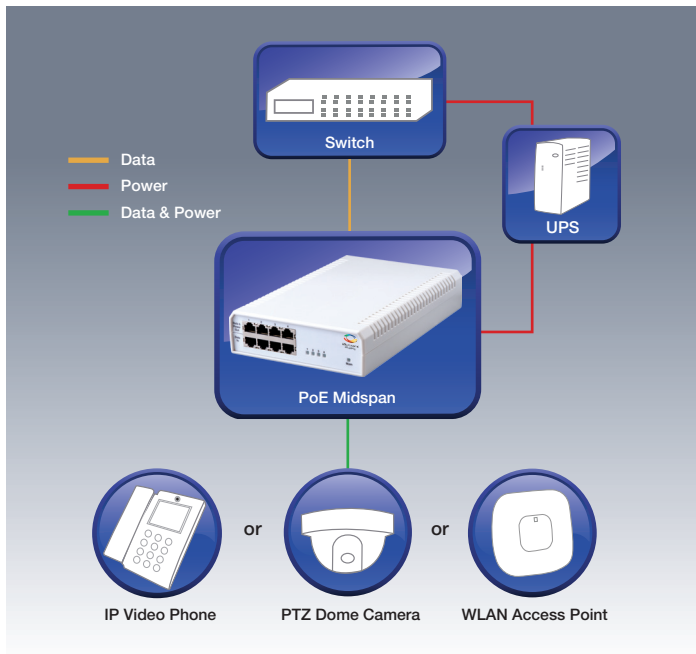 Switch
Data
Power
Data & Power
UPS
PoE Midspan
or
or
IP Video Phone
PTZ Dome Camera
WLAN Access Point